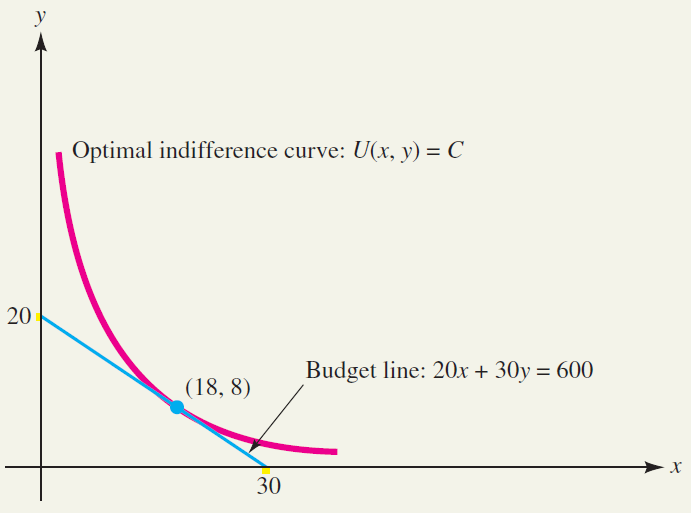 y
Optimal indifference curve: U(x, y) = C
20
(18, 8)
Budget line: 20x + 30y = 600
x
30